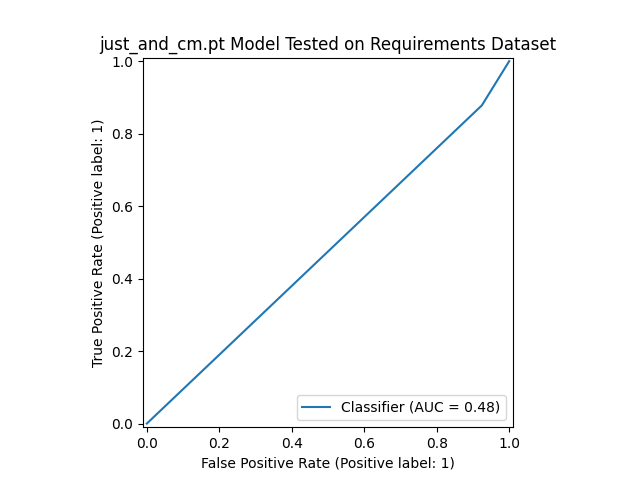 just_and_cm.pt Model Tested on Requirements Dataset
1.0
0.8
0.6
0.4
0.2
0.0
True Positive Rate (Positive label: 1)
Classifier (AUC = 0.48)
0.0 0.2 0.4 0.6 0.8 1.0
False Positive Rate (Positive label: 1)